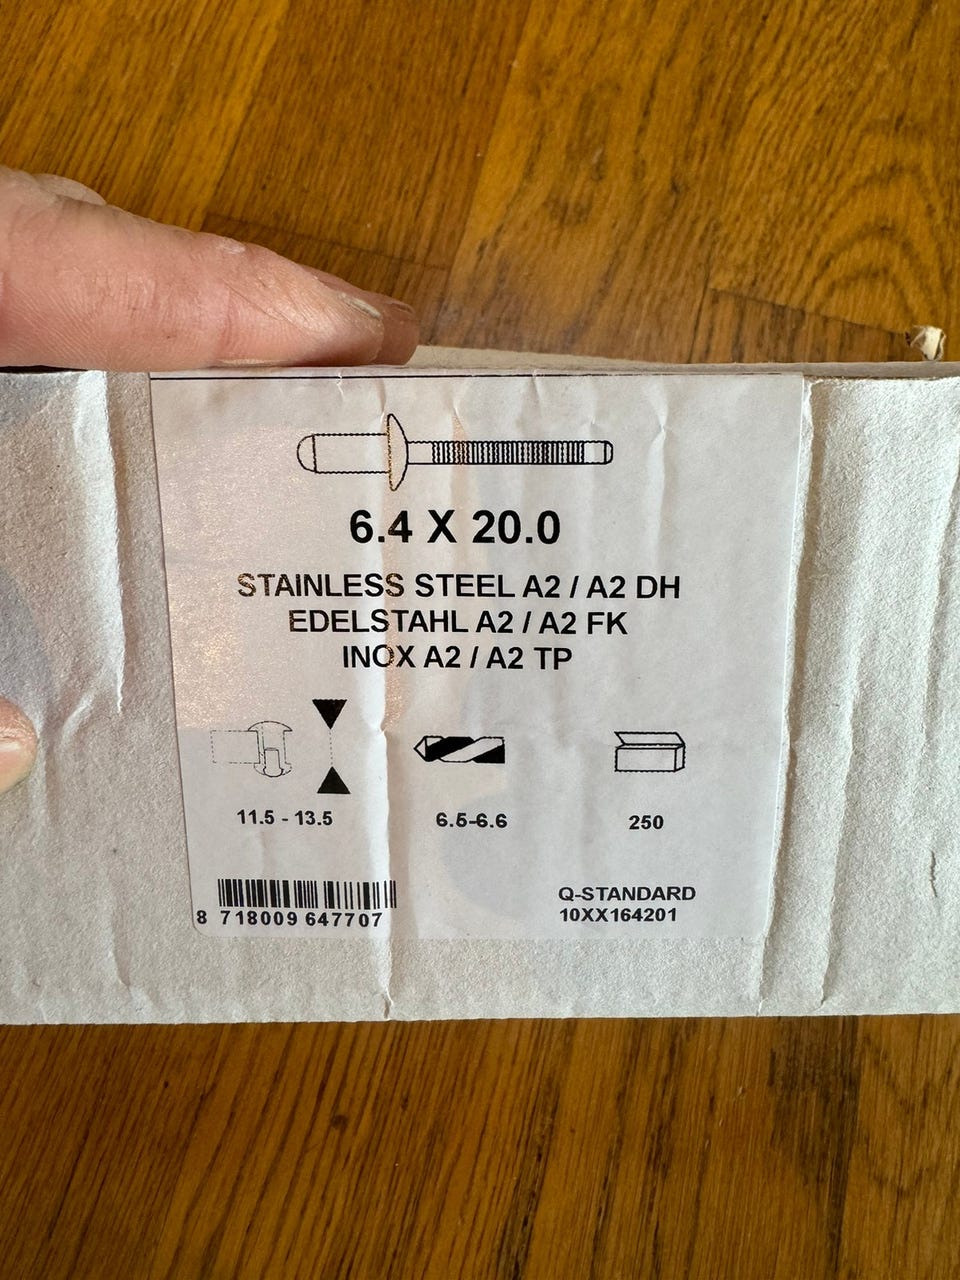 6.4 X 20.0
STAINLESS STEEL A2 / A2 DH
EDELSTAHL A2 / A2 FK
INOX A2 / A2 TP
11.5 - 13.5
6.5-6.6
250
Q-STANDARD
10XX164201
8 718009 647707